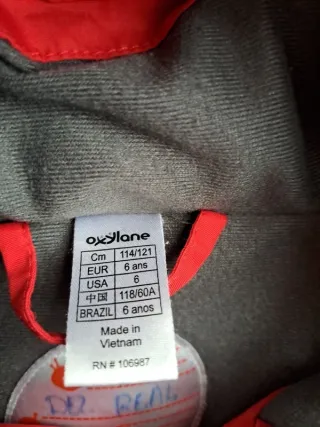 oxylane
Cm 114/121
EUR 6 ans
USA 6
中国 118/60A
BRAZIL 6 anos
Made in
Vietnam
RN # 106987